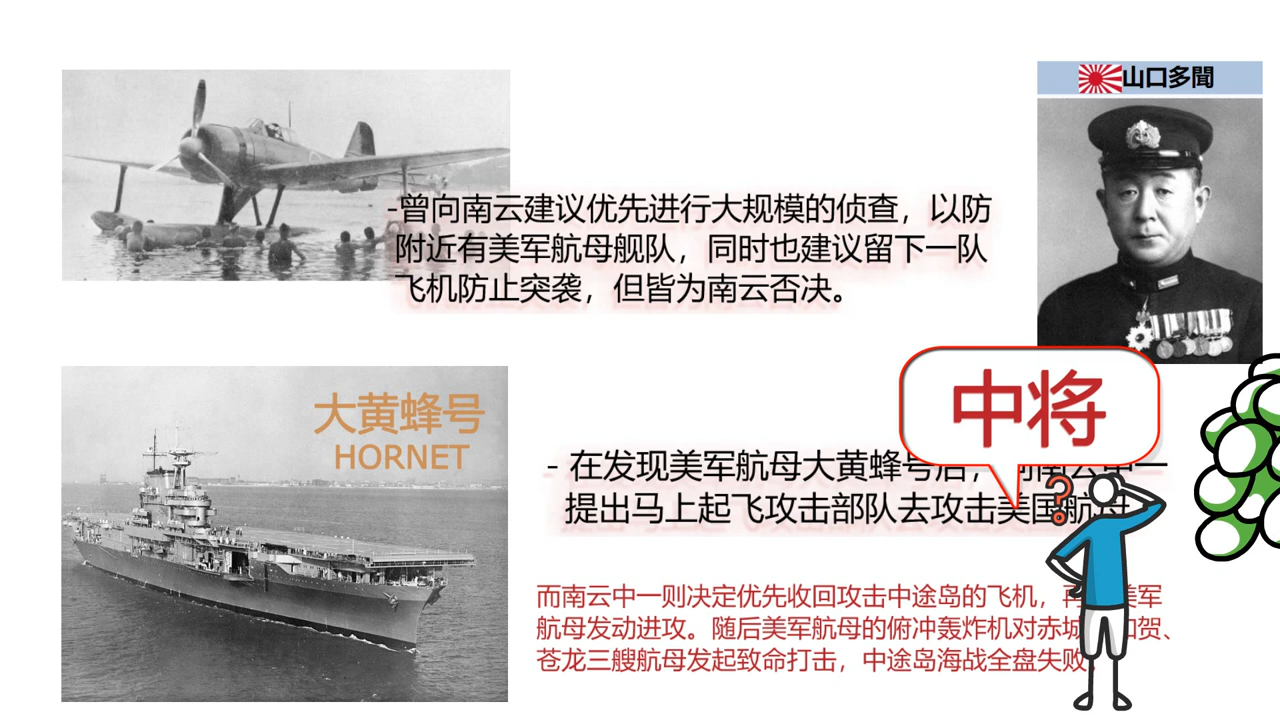 山口多聞
-曾向南云建议优先进行大规模的侦查，以防
附近有美军航母舰队，同时也建议留下一队
飞机防止突袭，但皆为南云否决。
大黄蜂号
HORNET
中将
- 在发现美军航母大黄蜂号后，
提出马上起飞攻击部队去攻击美国航母
?
而南云中一则决定优先收回攻击中途岛的飞机，再 美军
航母发动进攻。随后美军航母的俯冲轰炸机对赤城 加贺、
苍龙三艘航母发起致命打击，中途岛海战全盘失败